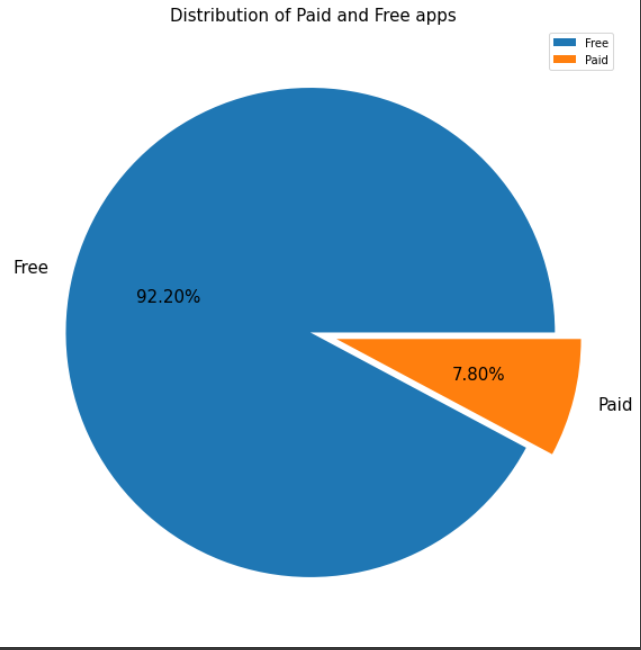 Distribution of Paid and Free apps
Free
Paid
Free
92.20%
7.80%
Paid